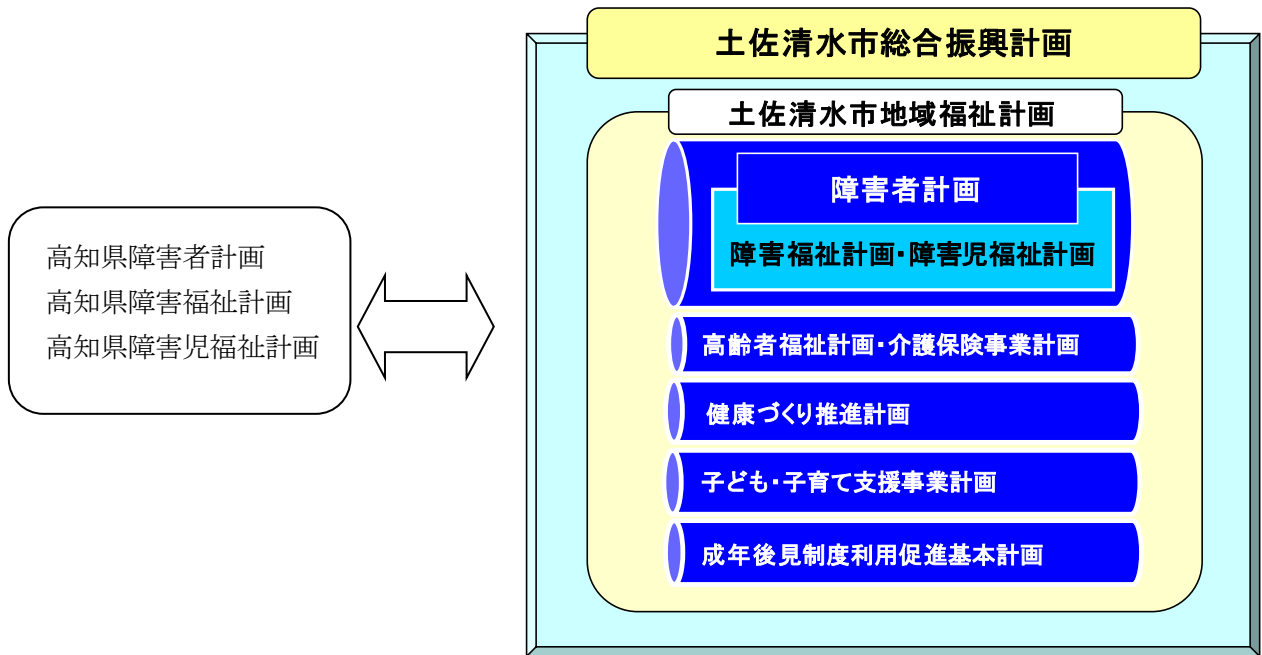 土佐清水市総合振興計画
土佐清水市地域福祉計画
障害者計画
障害福祉計画・障害児福祉計画
高齢者福祉計画・介護保険事業計画
健康づくり推進計画
子ども・子育て支援事業計画
成年後見制度利用促進基本計画
高知県障害者計画
高知県障害福祉計画
高知県障害児福祉計画